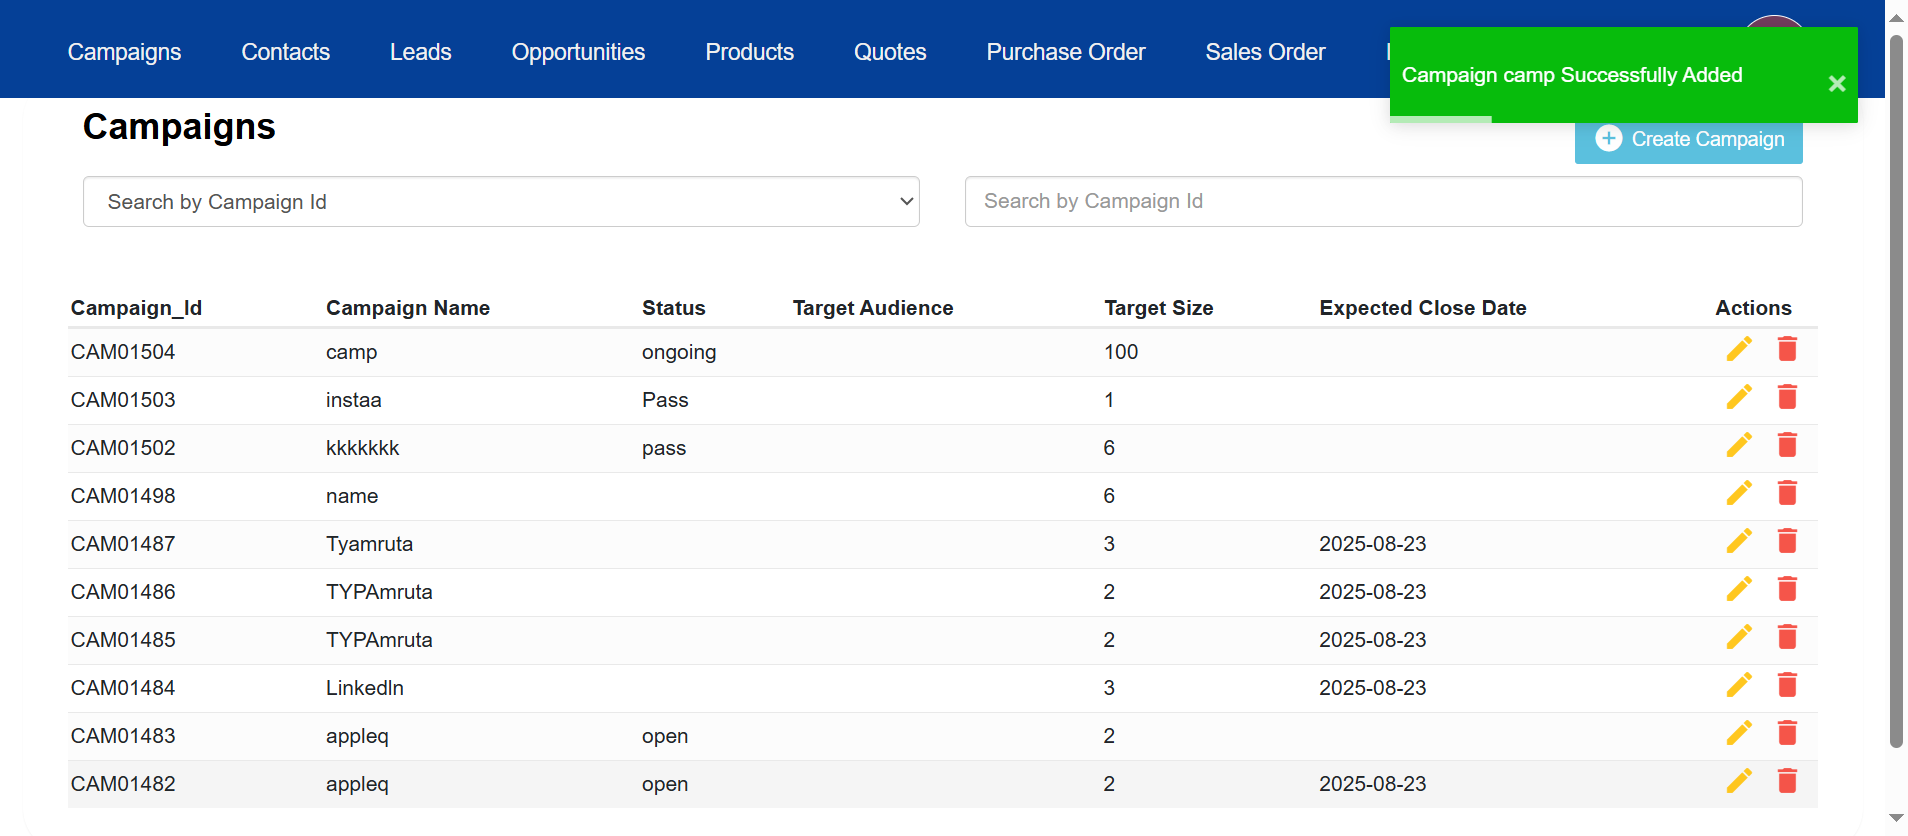 Campaigns Contacts Leads Opportunities Products Quotes Purchase Order Sales Order
Campaign camp Successfully Added
Campaigns
Create Campaign
Search by Campaign Id Search by Campaign Id
Campaign_Id Campaign Name Status Target Audience Target Size Expected Close Date Actions
CAM01504 camp ongoing 100
CAM01503 instaa Pass 1
CAM01502 kkkkkkk pass 6
CAM01498 name 6
CAM01487 Tyamruta 3 2025-08-23
CAM01486 TYPAmruta 2 2025-08-23
CAM01485 TYPAmruta 2 2025-08-23
CAM01484 LinkedIn 3 2025-08-23
CAM01483 appleq open 2
CAM01482 appleq open 2 2025-08-23